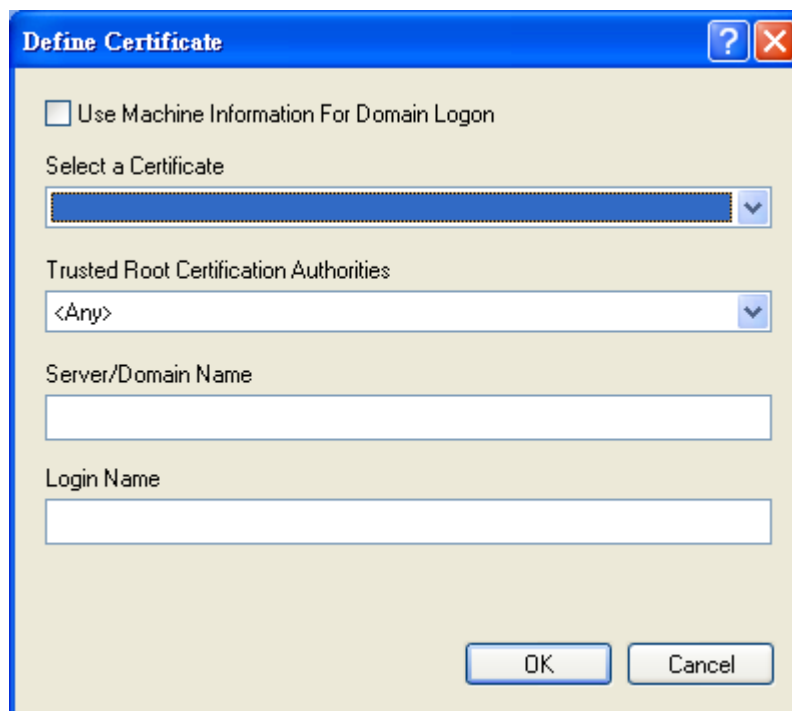 Define Certificate
Use Machine Information For Domain Logon
Select a Certificate
Trusted Root Certification Authorities
<Any>
Server/Domain Name
Login Name
OK Cancel